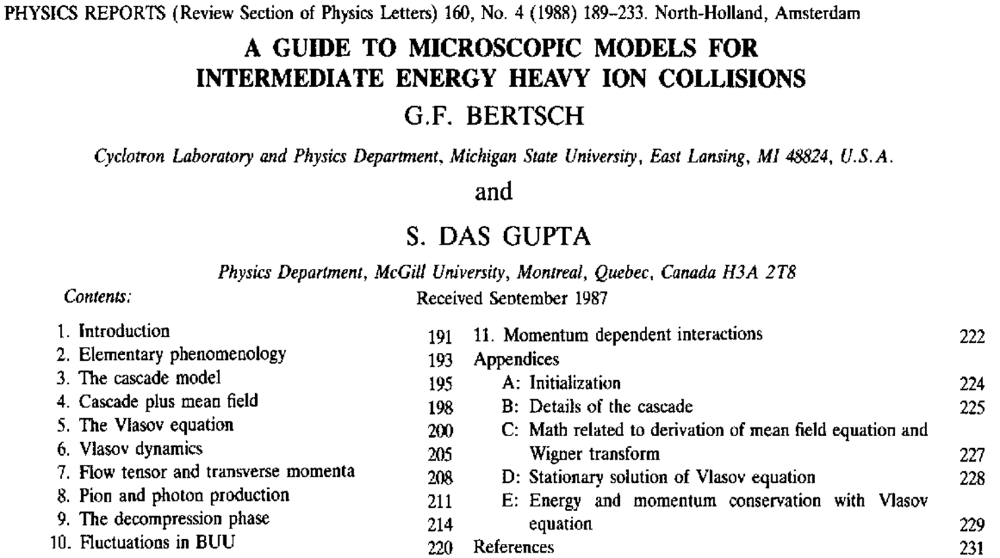 PHYSICS REPORTS (Review Section of Physics Letters) 160, No. 4 (1988) 189–233. North-Holland, Amsterdam
A GUIDE TO MICROSCOPIC MODELS FOR
INTERMEDIATE ENERGY HEAVY ION COLLISIONS
G.F. BERTSCH
Cyclotron Laboratory and Physics Department, Michigan State University, East Lansing, MI 48824, U.S.A.
and
S. DAS GUPTA
Physics Department, McGill University, Montreal, Quebec, Canada H3A 2T8
Received September 1987
Contents:
1. Introduction 191
2. Elementary phenomenology 193
3. The cascade model 195
4. Cascade plus mean field 198
5. The Vlasov equation 200
6. Vlasov dynamics 205
7. Flow tensor and transverse momenta 208
8. Pion and photon production 211
9. The decompression phase 214
10. Fluctuations in BUU 220
11. Momentum dependent interactions 222
Appendices
A: Initialization 224
B: Details of the cascade 225
C: Math related to derivation of mean field equation and
Wigner transform 227
D: Stationary solution of Vlasov equation 228
E: Energy and momentum conservation with Vlasov
equation 229
References 231